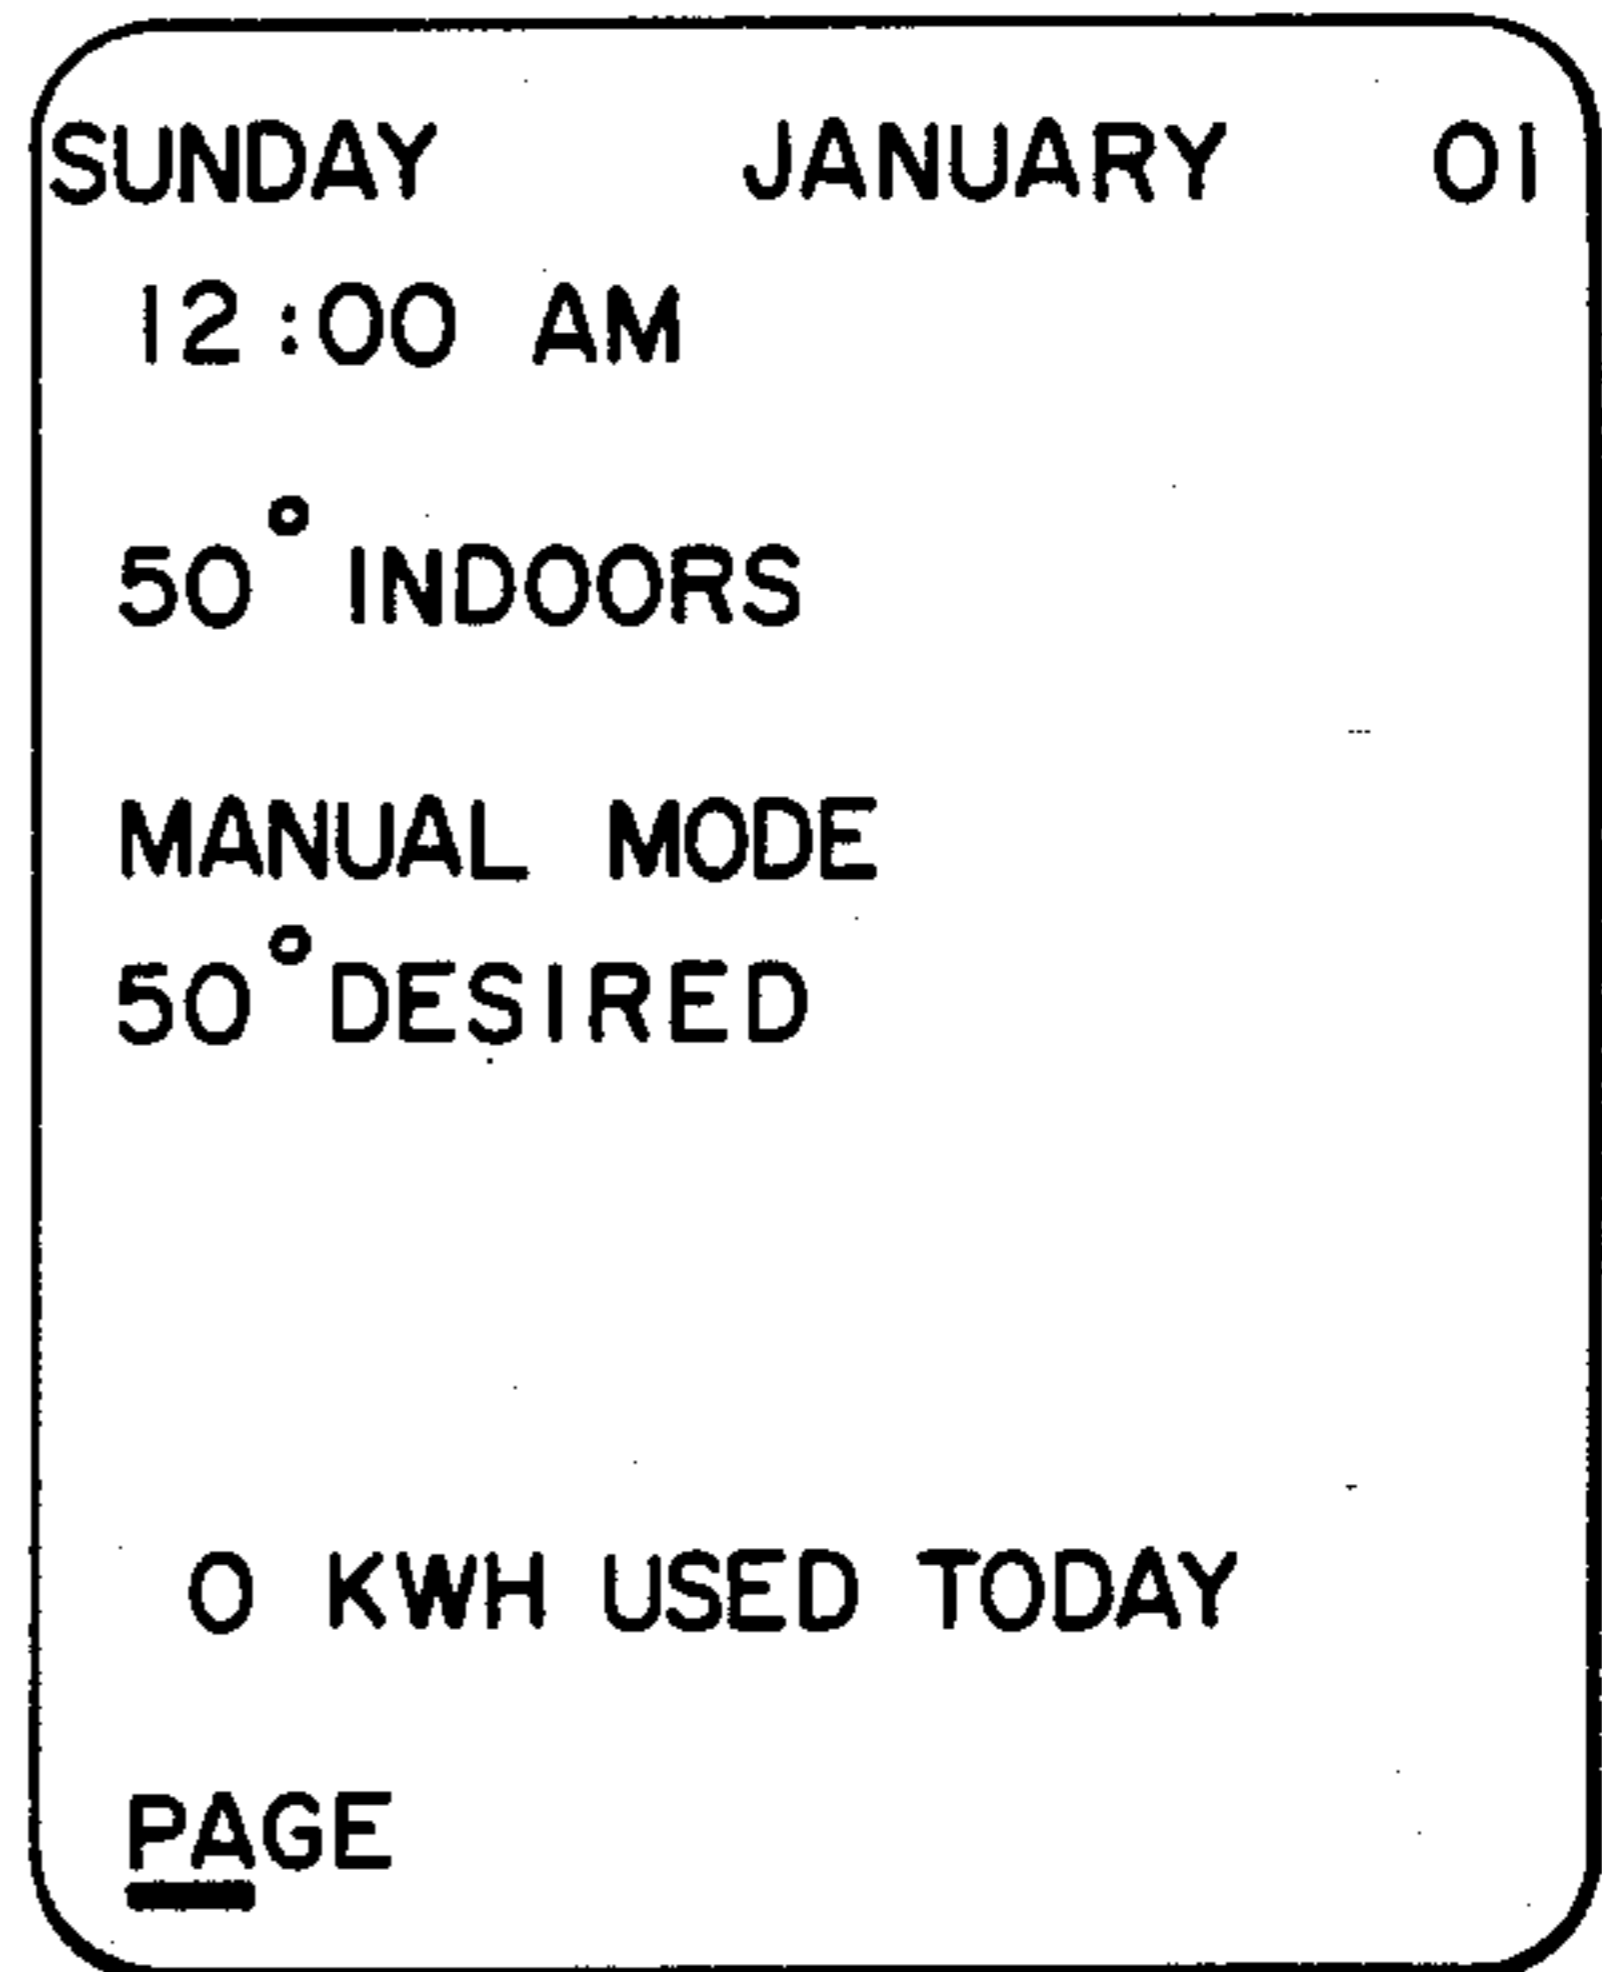 SUNDAY JANUARY 01
12:00 AM
50° INDOORS
MANUAL MODE
50° DESIRED
0 KWH USED TODAY
PAGE